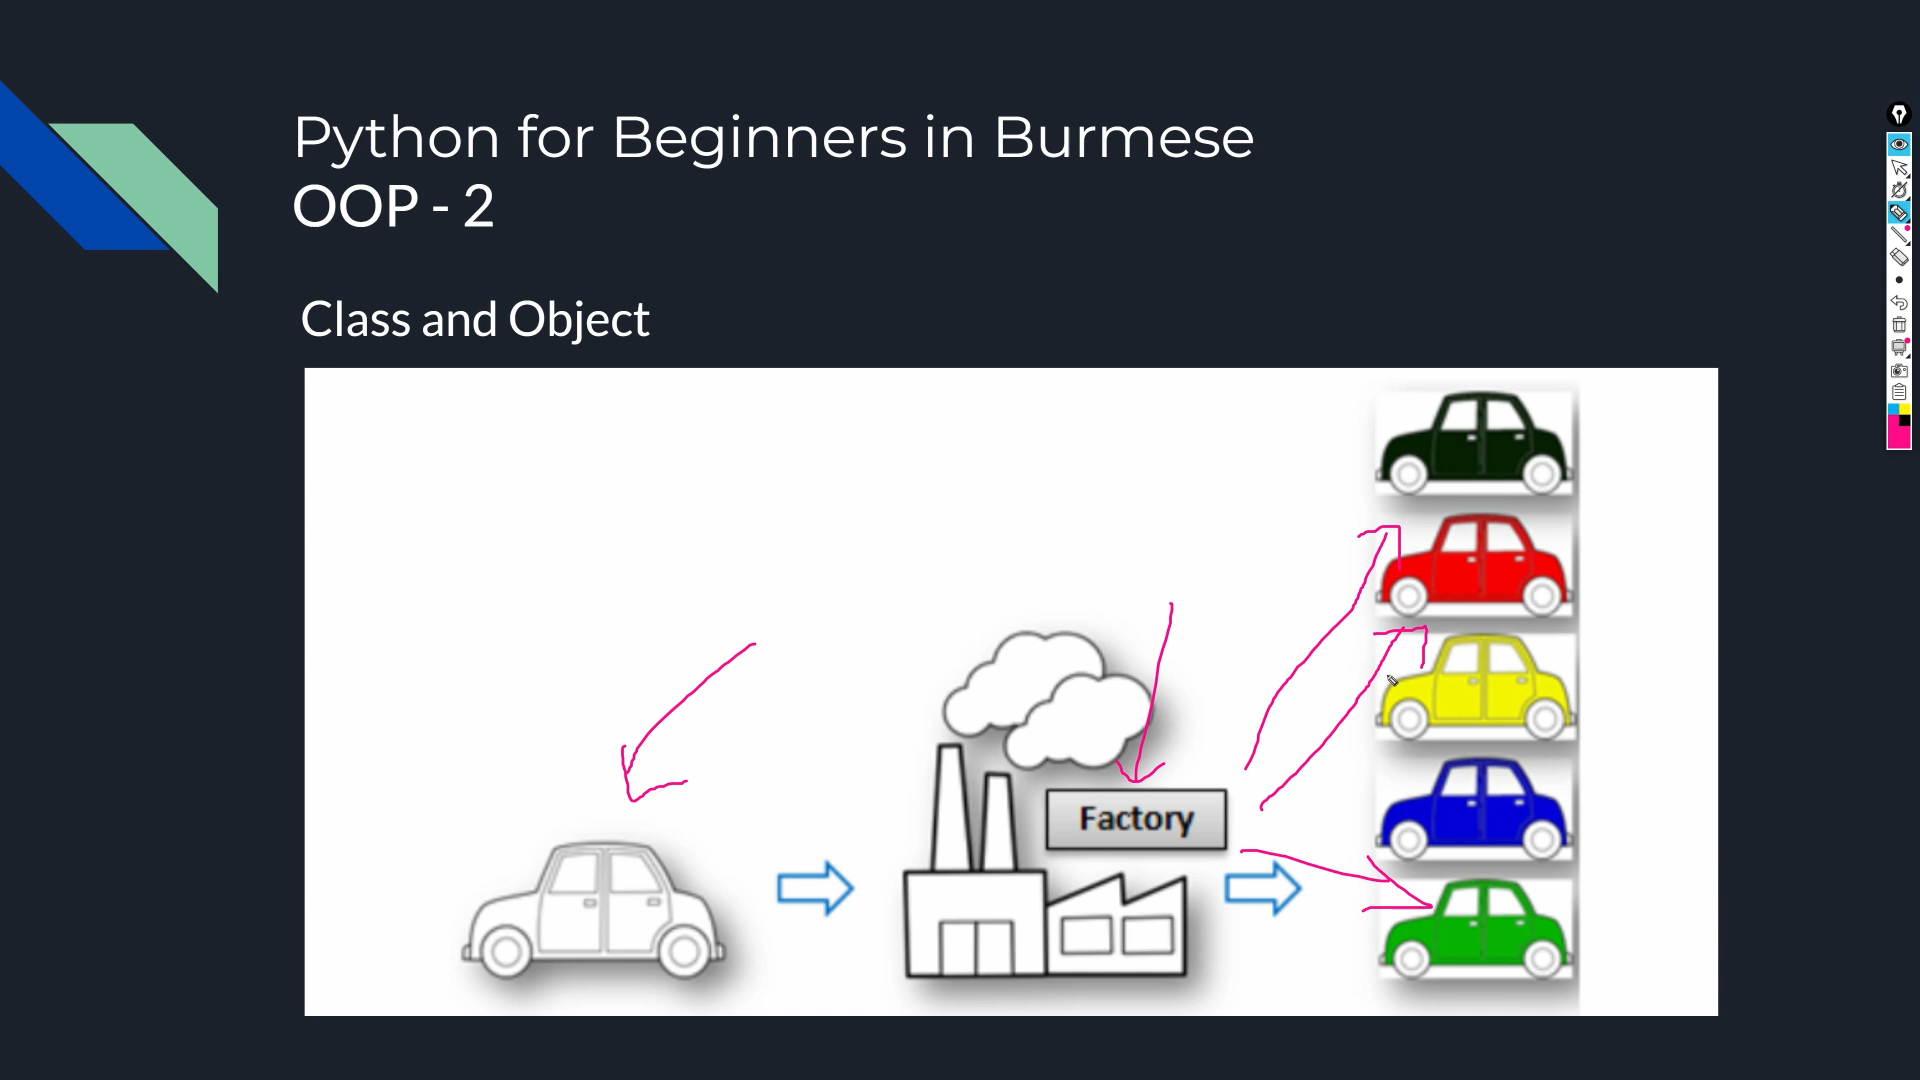 Python for Beginners in Burmese
OOP - 2
Class and Object
Factory